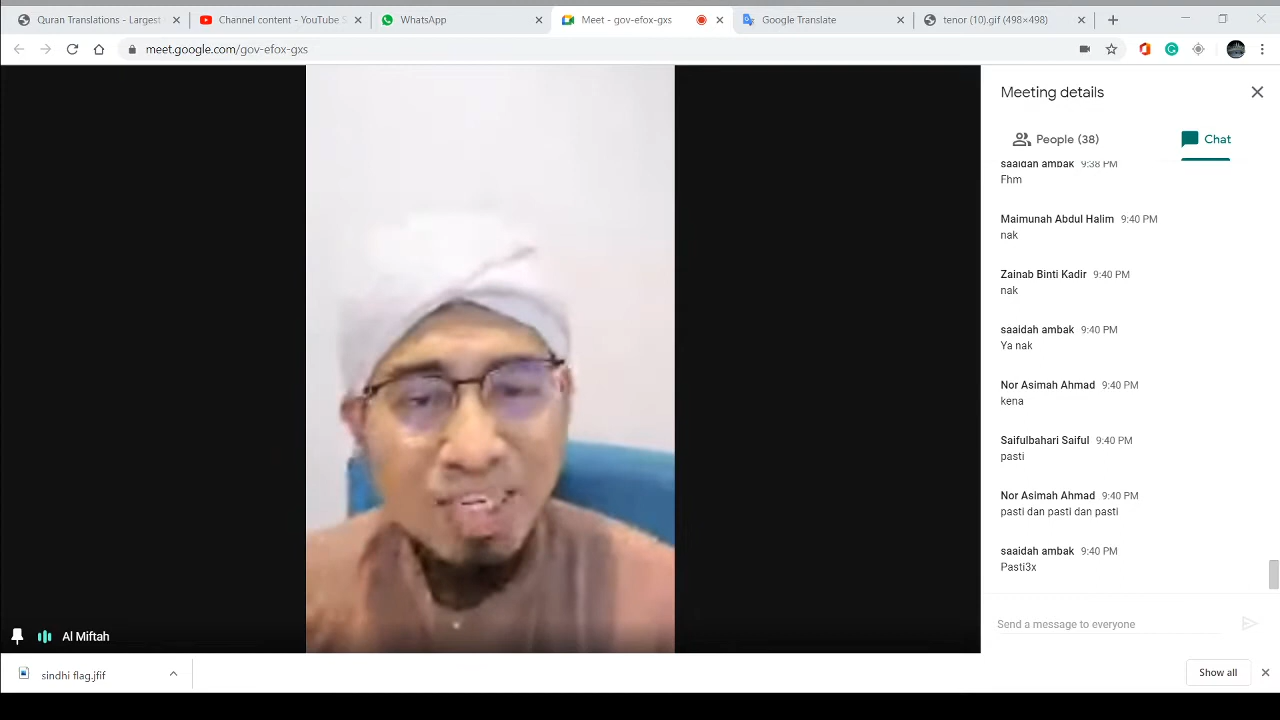 Quran Translations - Largest
Channel content - YouTube S
WhatsApp
Meet - gov-efox-gxs
Google Translate
tenor (10).gif (498×498)
meet.google.com/gov-efox-gxs
Meeting details
People (38)
Chat
saaidah ambak 9:38 PM
Fhm
Maimunah Abdul Halim 9:40 PM
nak
Zainab Binti Kadir 9:40 PM
nak
saaidah ambak 9:40 PM
Ya nak
Nor Asimah Ahmad 9:40 PM
kena
Saifulbahari Saiful 9:40 PM
pasti
Nor Asimah Ahmad 9:40 PM
pasti dan pasti dan pasti
saaidah ambak 9:40 PM
Pasti3x
Send a message to everyone
Al Miftah
sindhi flag.jfif
Show all